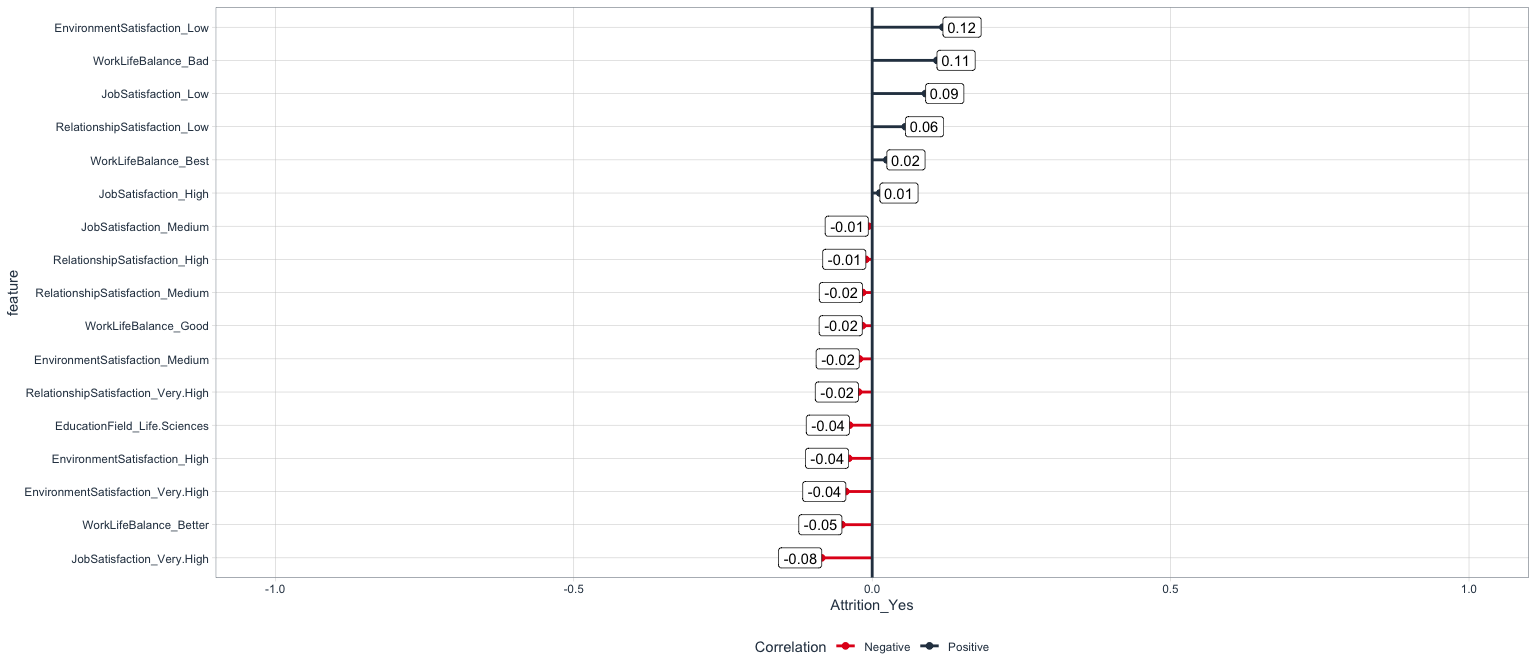 EnvironmentSatisfaction_Low 0.12
WorkLifeBalance_Bad 0.11
JobSatisfaction_Low 0.09
RelationshipSatisfaction_Low 0.06
WorkLifeBalance_Best 0.02
JobSatisfaction_High 0.01
JobSatisfaction_Medium -0.01
RelationshipSatisfaction_High -0.01
RelationshipSatisfaction_Medium -0.02
WorkLifeBalance_Good -0.02
EnvironmentSatisfaction_Medium -0.02
RelationshipSatisfaction_Very.High -0.02
EducationField_Life.Sciences -0.04
EnvironmentSatisfaction_High -0.04
EnvironmentSatisfaction_Very.High -0.04
WorkLifeBalance_Better -0.05
JobSatisfaction_Very.High -0.08
feature
-1.0 -0.5 0.0 0.5 1.0
Attrition_Yes
Correlation Negative Positive